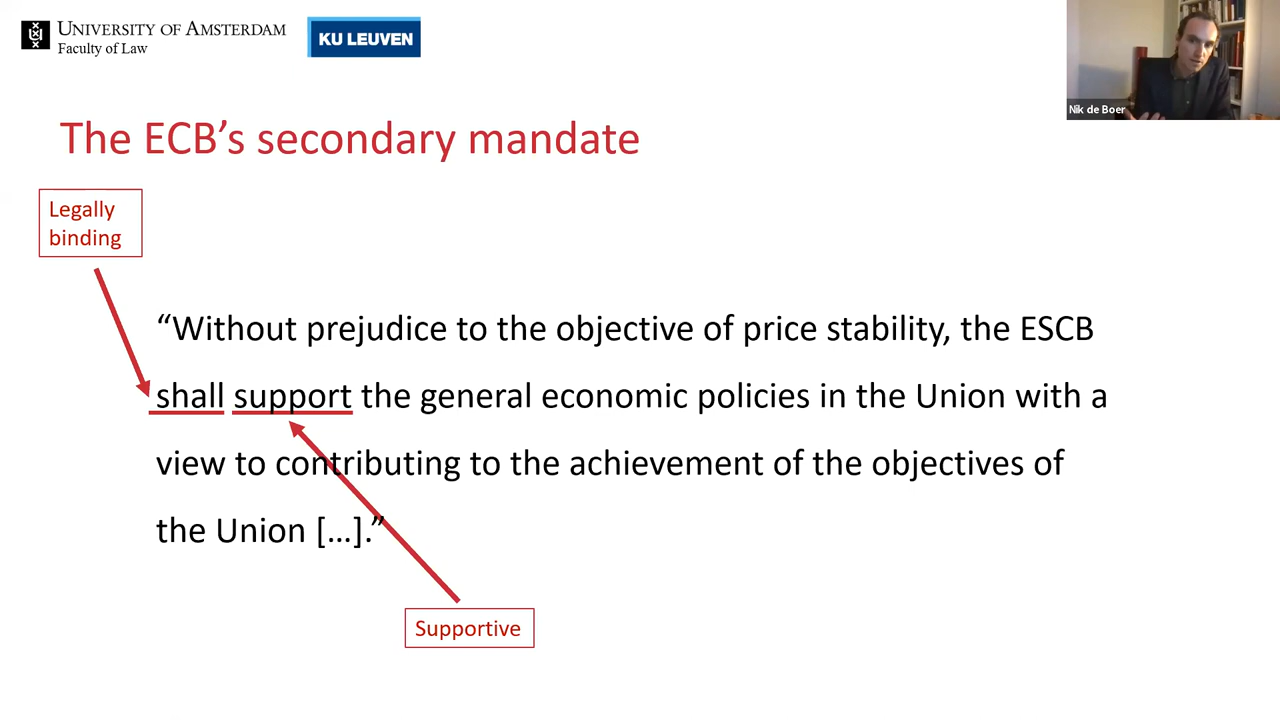 UNIVERSITY OF AMSTERDAM
Faculty of Law
KU LEUVEN
Nik de Boer
The ECB’s secondary mandate
Legally
binding
“Without prejudice to the objective of price stability, the ESCB
shall support the general economic policies in the Union with a
view to contributing to the achievement of the objectives of
the Union [...].”
Supportive